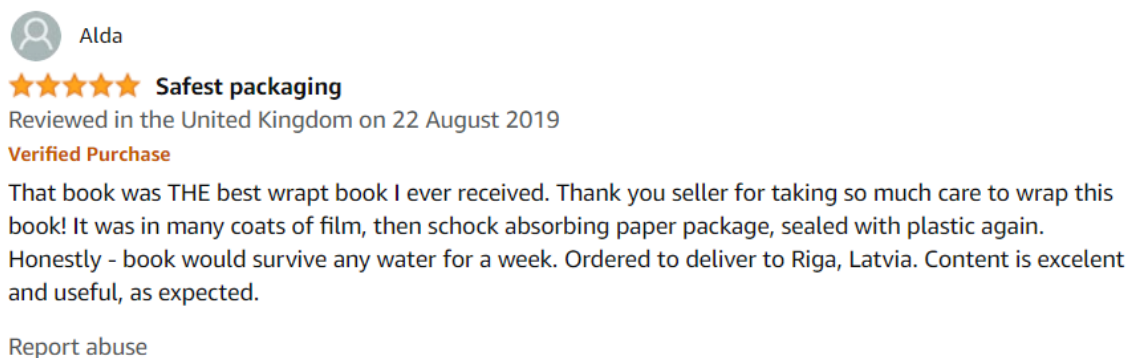 Alda
Safest packaging
Reviewed in the United Kingdom on 22 August 2019
Verified Purchase
That book was THE best wrapt book I ever received. Thank you seller for taking so much care to wrap this
book! It was in many coats of film, then schock absorbing paper package, sealed with plastic again.
Honestly - book would survive any water for a week. Ordered to deliver to Riga, Latvia. Content is excelent
and useful, as expected.
Report abuse